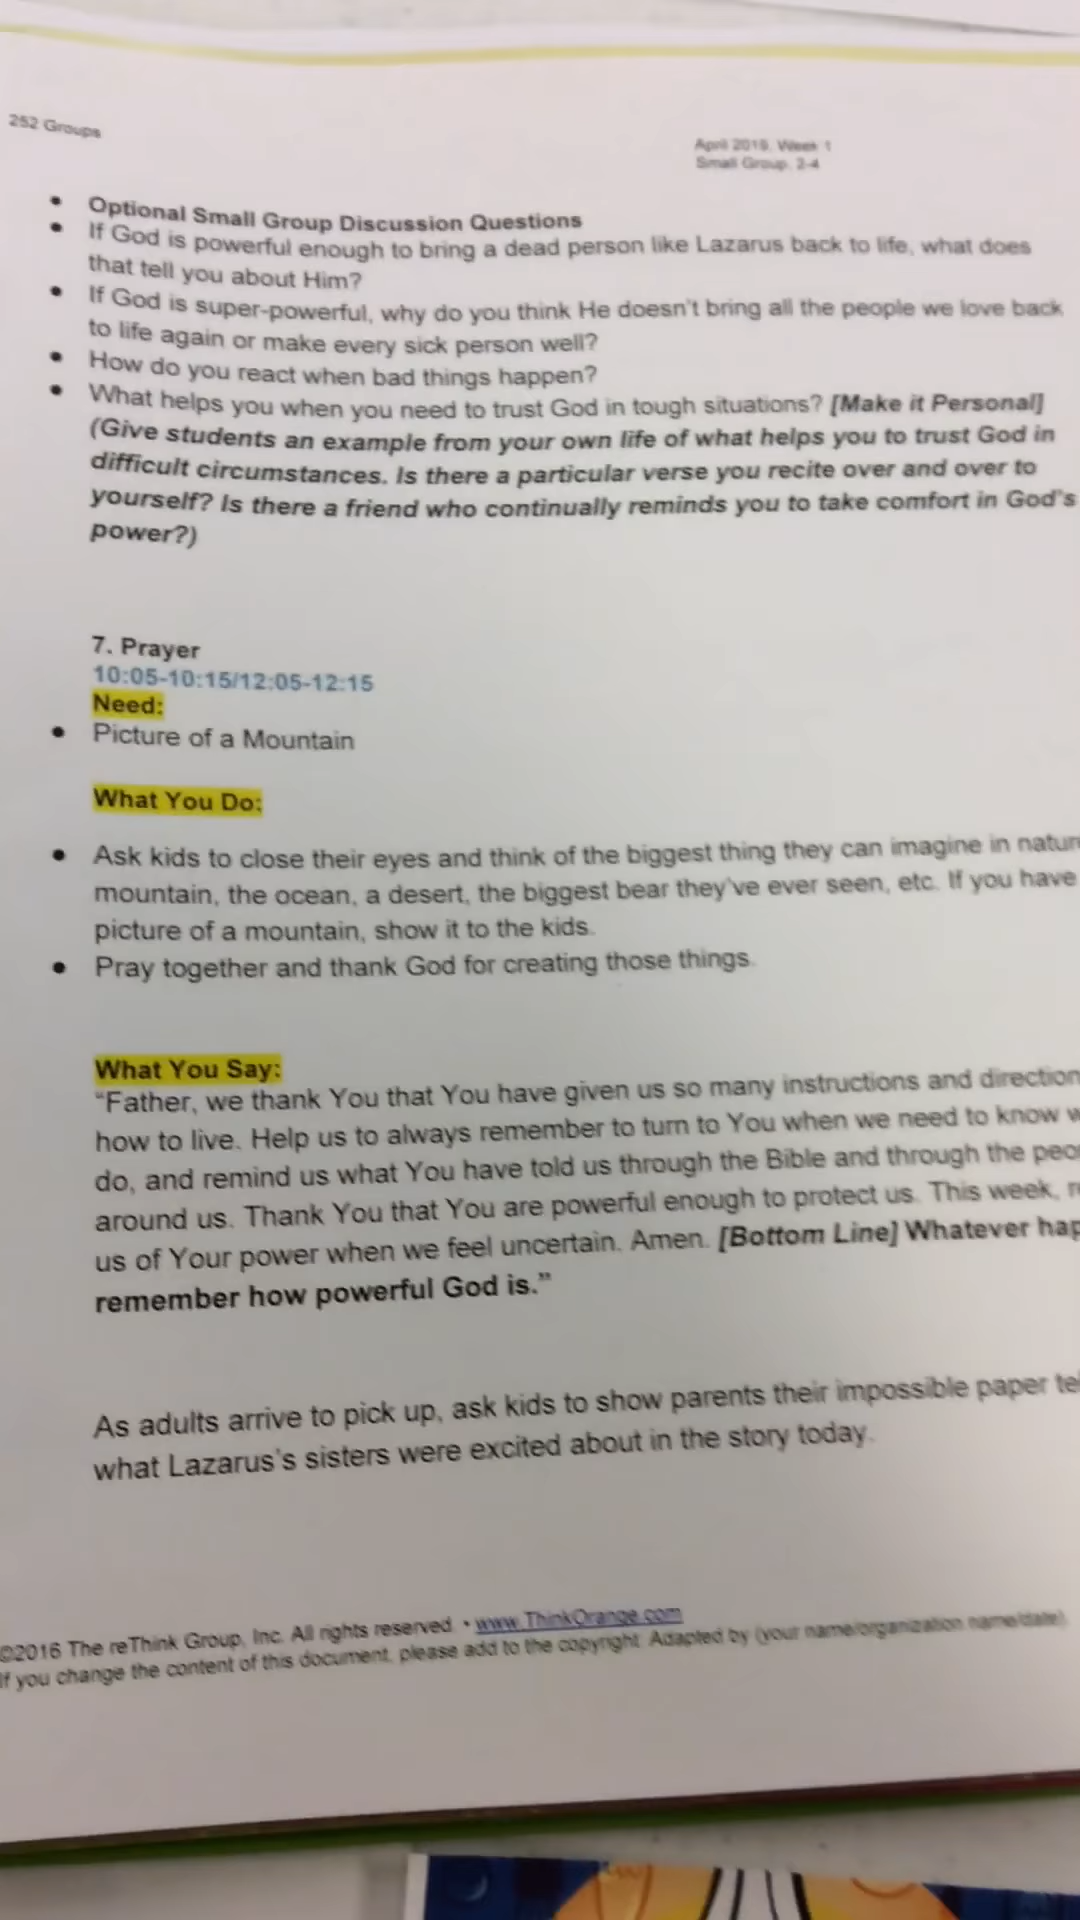 252 Groups
April 2018, Week 1
Small Group, 2-4
• Optional Small Group Discussion Questions
• If God is powerful enough to bring a dead person like Lazarus back to life, what does
that tell you about Him?
• If God is super-powerful, why do you think He doesn't bring all the people we love back
to life again or make every sick person well?
• How do you react when bad things happen?
• What helps you when you need to trust God in tough situations? [Make it Personal]
(Give students an example from your own life of what helps you to trust God in
difficult circumstances. Is there a particular verse you recite over and over to
yourself? Is there a friend who continually reminds you to take comfort in God's
power?)
7. Prayer
10:05-10:15/12:05-12:15
Need:
• Picture of a Mountain
What You Do:
• Ask kids to close their eyes and think of the biggest thing they can imagine in natur
mountain, the ocean, a desert, the biggest bear they've ever seen, etc. If you have
picture of a mountain, show it to the kids.
• Pray together and thank God for creating those things.
What You Say:
"Father, we thank You that You have given us so many instructions and direction
how to live. Help us to always remember to turn to You when we need to know w
do, and remind us what You have told us through the Bible and through the peo
around us. Thank You that You are powerful enough to protect us. This week, r
us of Your power when we feel uncertain. Amen. [Bottom Line] Whatever hap
remember how powerful God is."
As adults arrive to pick up, ask kids to show parents their impossible paper te
what Lazarus's sisters were excited about in the story today.
©2016 The reThink Group, Inc. All rights reserved. • www.ThinkOrange.com
If you change the content of this document, please add to the copyright: Adapted by (your name/organization name/date).